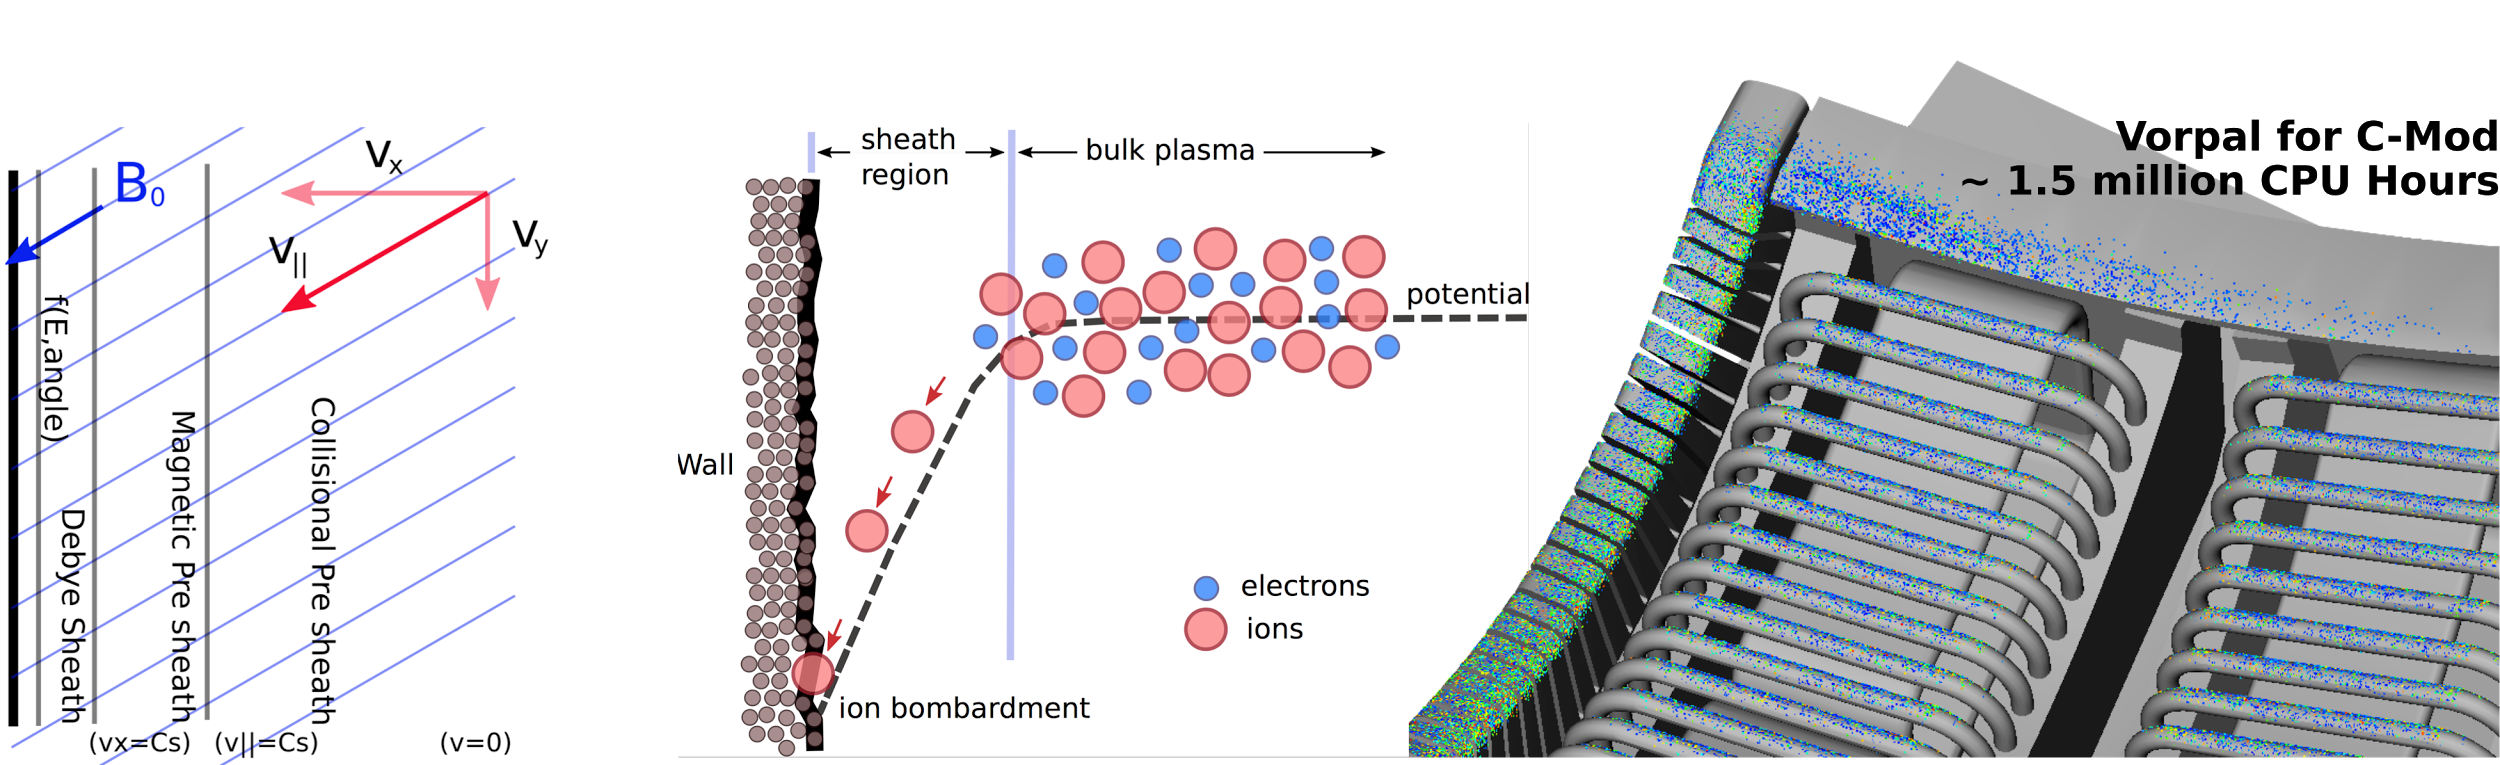 B0
Vx
V||
Vy
f(E,angle)
Debye Sheath
Magnetic Pre sheath
Collisional Pre sheath
(vx=Cs)
(v||=Cs)
(v=0)
sheath
region
bulk plasma
potential
Wall
electrons
ions
ion bombardment
Vorpal for C-Mod
~ 1.5 million CPU Hours